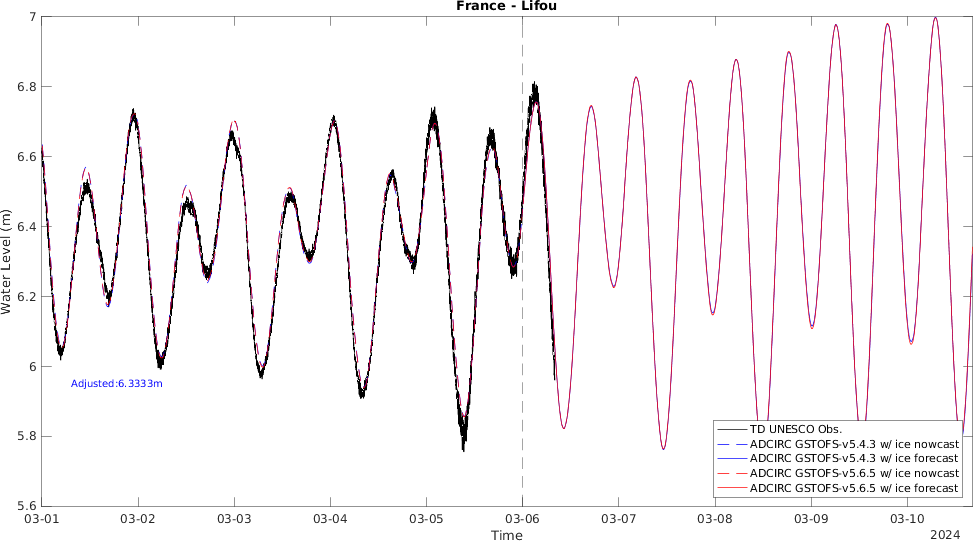 France - Lifou
7
6.8
6.6
6.4
6.2
6
5.8
5.6
Water Level (m)
Adjusted:6.3333m
TD UNESCO Obs.
ADCIRC GSTOFS-v5.4.3 w/ ice nowcast
ADCIRC GSTOFS-v5.4.3 w/ ice forecast
ADCIRC GSTOFS-v5.6.5 w/ ice nowcast
ADCIRC GSTOFS-v5.6.5 w/ ice forecast
03-01 03-02 03-03 03-04 03-05 03-06 03-07 03-08 03-09 03-10
Time
2024